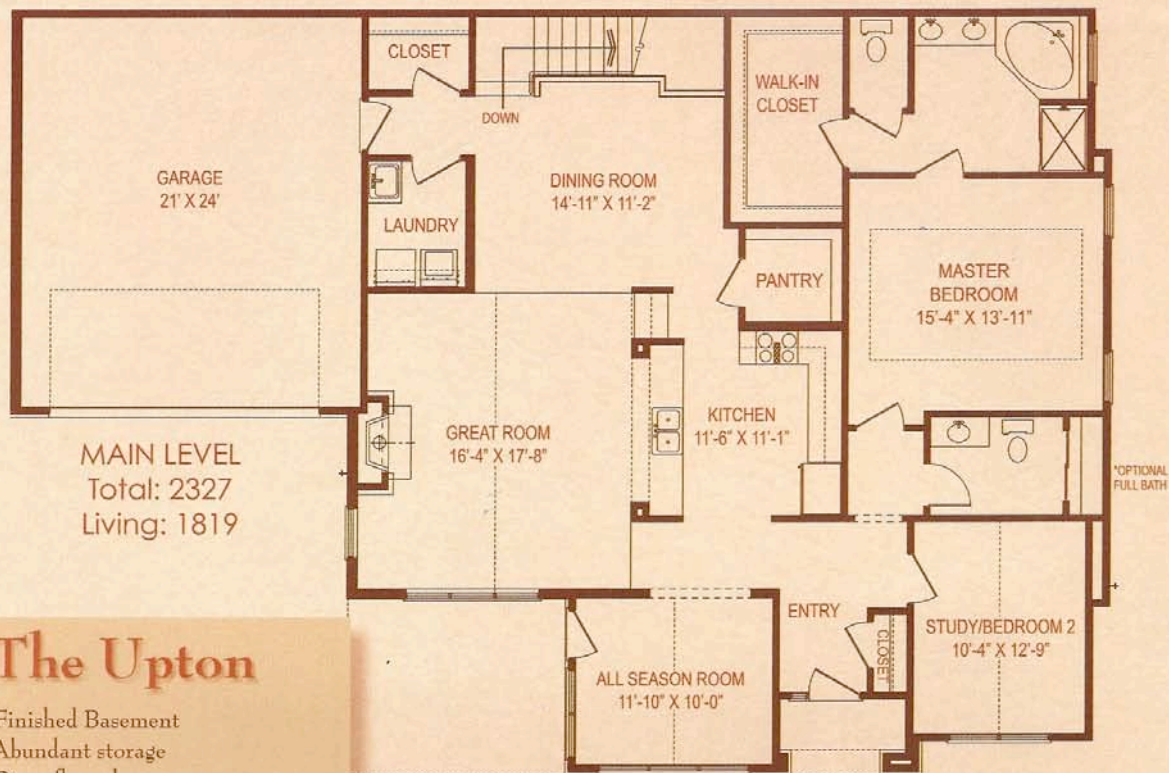 CLOSET
DOWN
WALK-IN
CLOSET
GARAGE
21' X 24'
DINING ROOM
14'-11" X 11'-2"
LAUNDRY
PANTRY
MASTER
BEDROOM
15'-4" X 13'-11"
GREAT ROOM
16'-4" X 17'-8"
KITCHEN
11'-6" X 11'-1"
MAIN LEVEL
Total: 2327
Living: 1819
*OPTIONAL
FULL BATH
ENTRY
CLOSET
STUDY/BEDROOM 2
10'-4" X 12'-9"
ALL SEASON ROOM
11'-10" X 10'-0"
The Upton
Finished Basement
Abundant storage